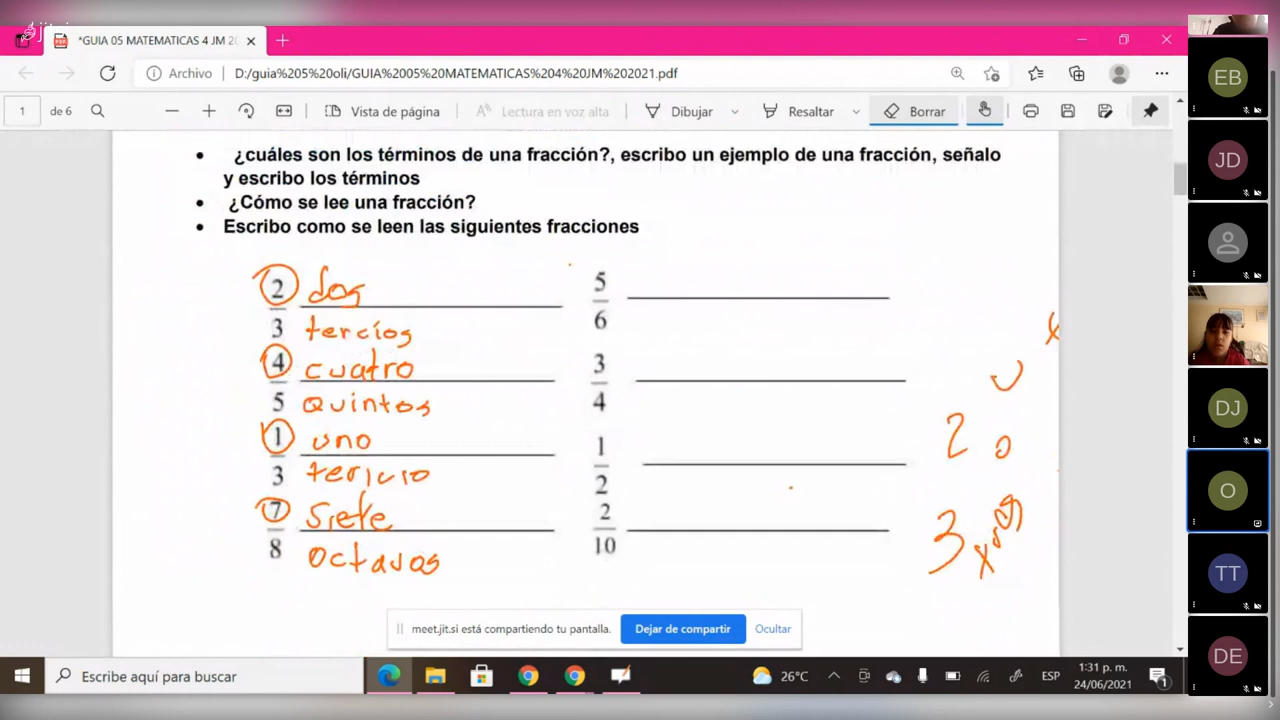 jitsi
*GUIA 05 MATEMATICAS 4 JM 20
Archivo D:/guia%205%20oli/GUIA%2005%20MATEMATICAS%204%20JM%202021.pdf
1 de 6 Vista de página Lectura en voz alta Dibujar Resaltar Borrar
• ¿cuáles son los términos de una fracción?, escribo un ejemplo de una fracción, señalo
y escribo los términos
• ¿Cómo se lee una fracción?
• Escribo como se leen las siguientes fracciones
2 dos
3 tercios
4 cuatro
5 Quintos
1 uno
3 tericio
7 siete
8 octavos
5
6
3
4
1
2
2
10
2 o
3
meet.jit.si está compartiendo tu pantalla. Dejar de compartir Ocultar
EB
JD
DJ
O
TT
DE
Escribe aquí para buscar
26°C
ESP
1:31 p. m.
24/06/2021
1